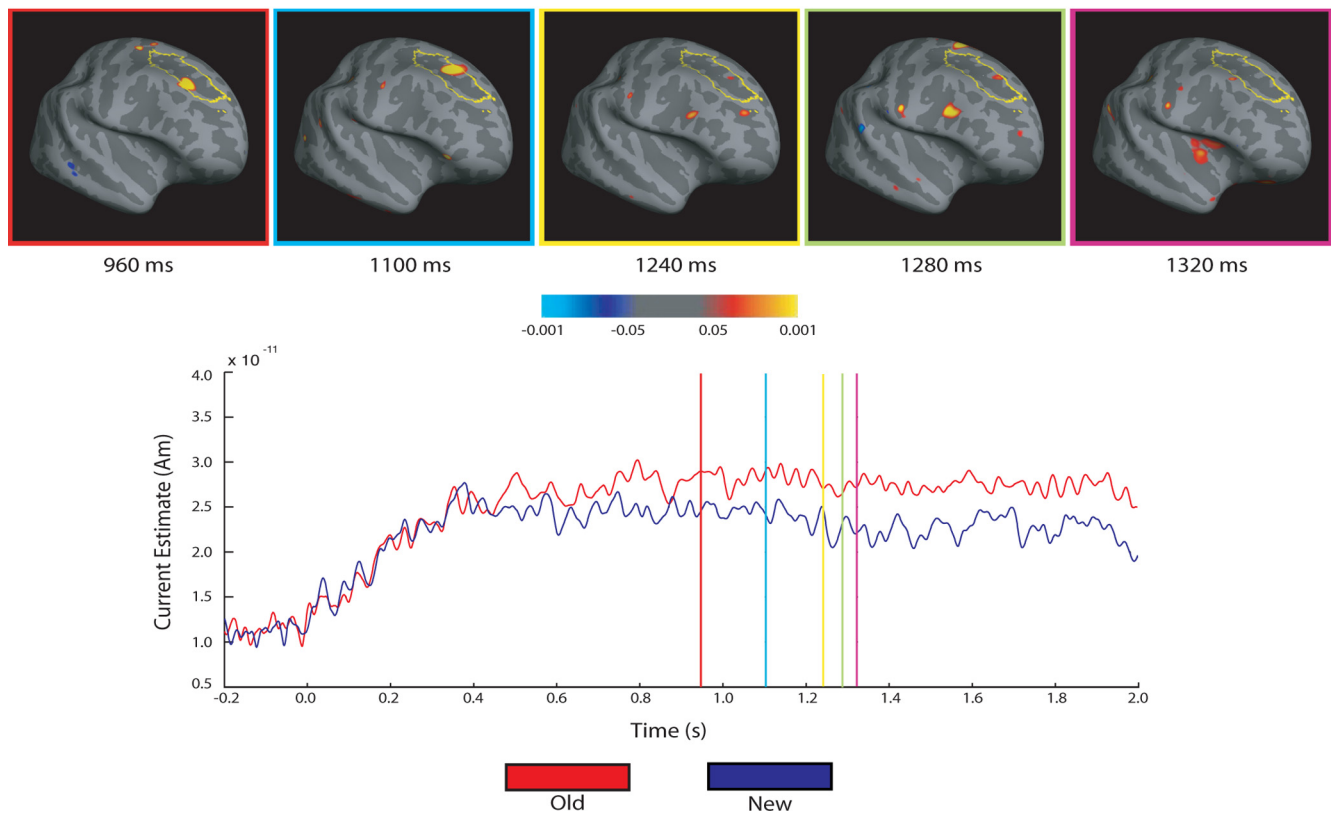 960 ms 1100 ms 1240 ms 1280 ms 1320 ms
-0.001 -0.05 0.05 0.001
x 10 -11
4.0
3.5
3.0
2.5
2.0
1.5
1.0
0.5
Current Estimate (Am)
-0.2 0.0 0.2 0.4 0.6 0.8 1.0 1.2 1.4 1.6 1.8 2.0
Time (s)
Old New